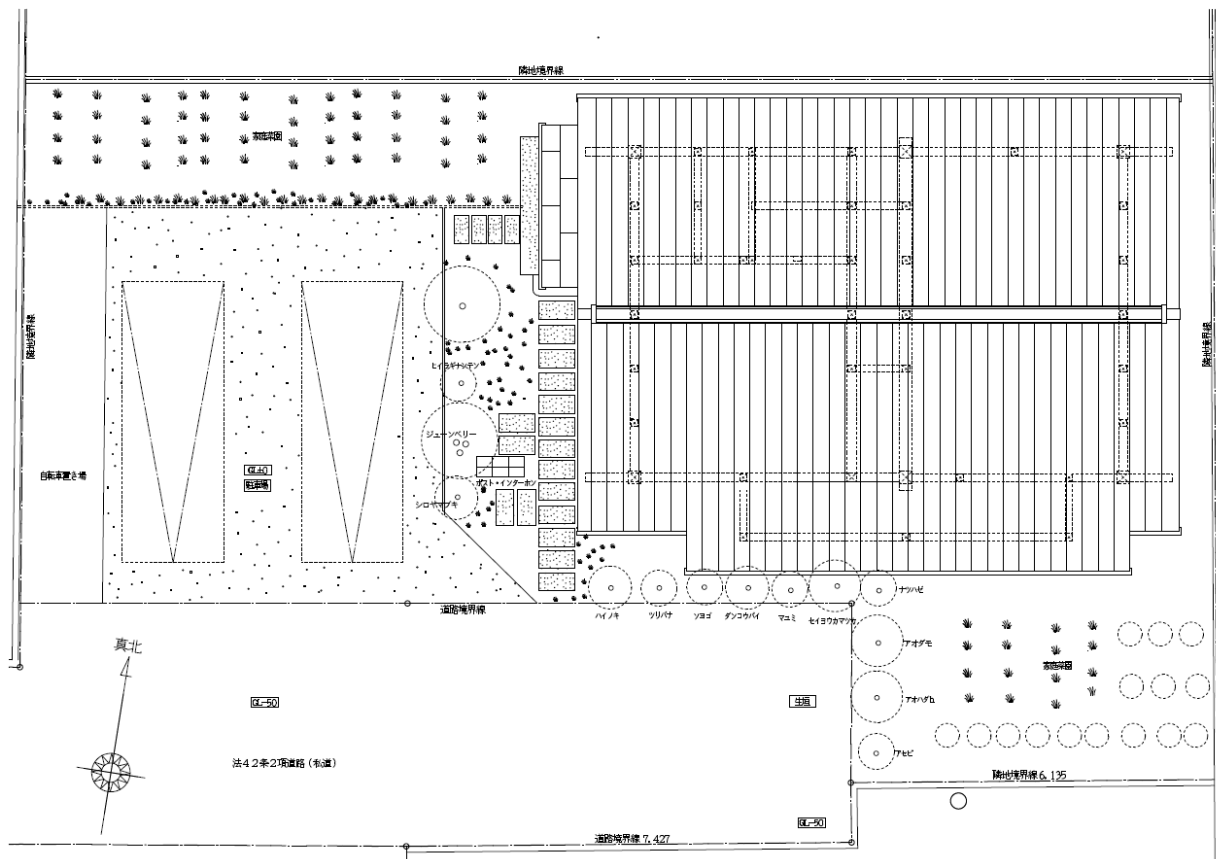 隣地境界線
家庭菜園
隣地境界線
隣地境界線
ヒイラギナンテン
ジューンベリー
GL±0
駐車場
自転車置き場
ポスト・インターホン
シロヤマブキ
道路境界線
ハイノキ
ツリバナ
ソヨゴ
ダンコウバイ
マユミ
セイヨウカマツカ
ナツハゼ
アオダモ
家庭菜園
真北
GL-50
生垣
アオハダ
アセビ
法42条2項道路（私道）
隣地境界線6,135
GL-50
道路境界線 7,427